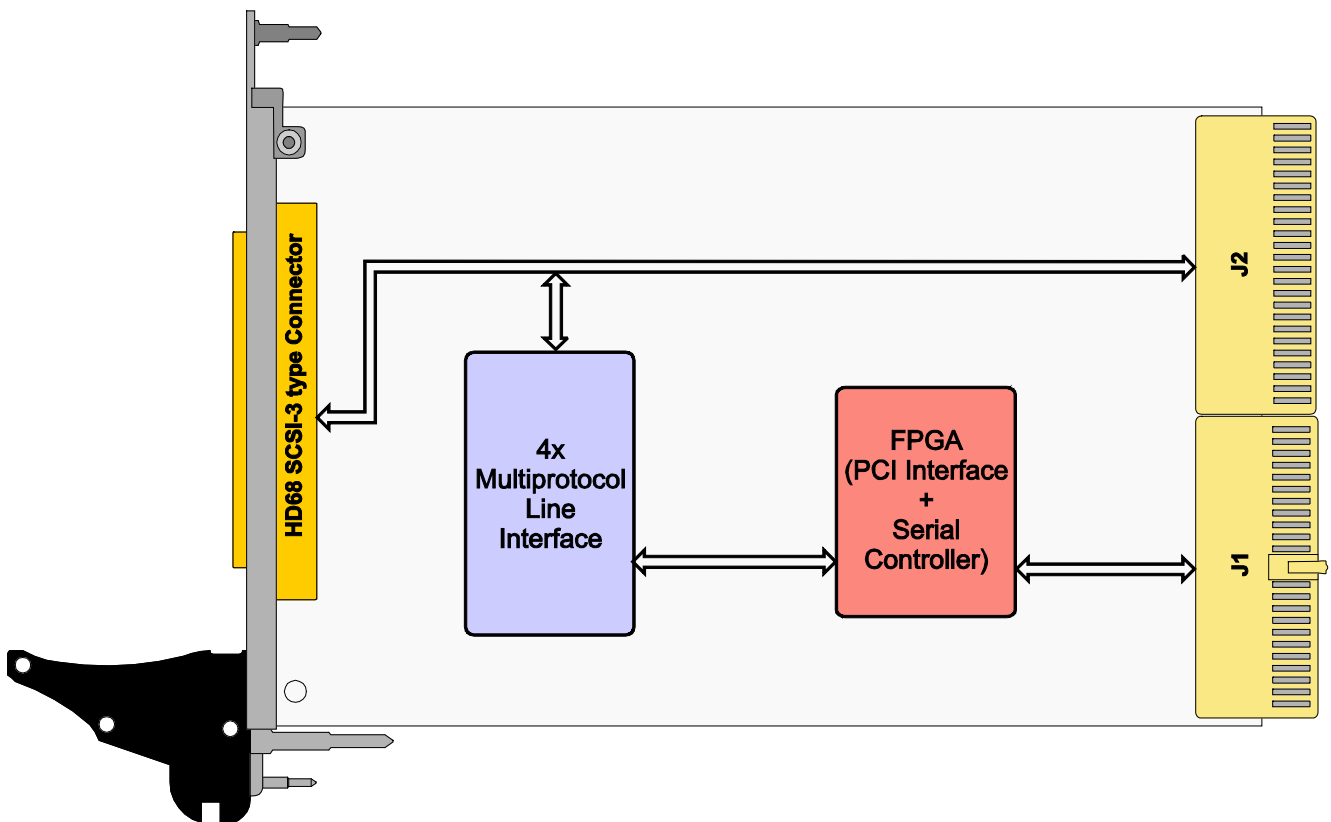 HD68 SCSI-3 type Connector
4x
Multiprotocol
Line
Interface
FPGA
(PCI Interface
+
Serial
Controller)
J2
J1